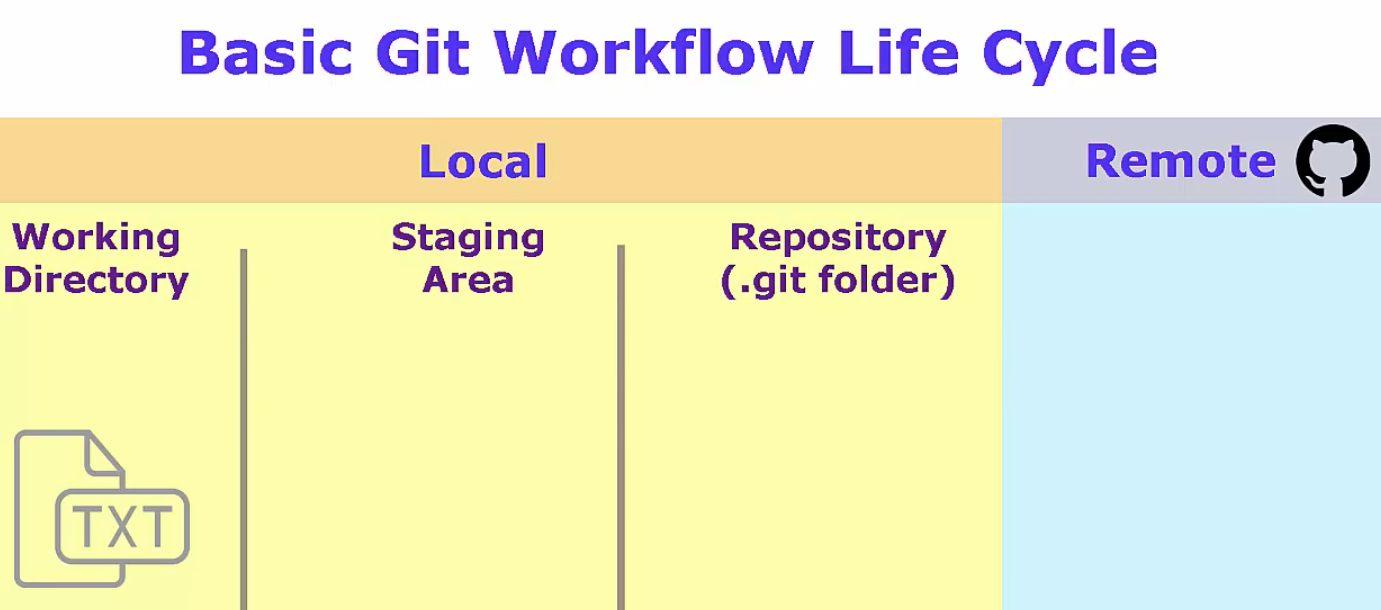 Basic Git Workflow Life Cycle
Local
Remote
Working
Directory
Staging
Area
Repository
(.git folder)
TXT